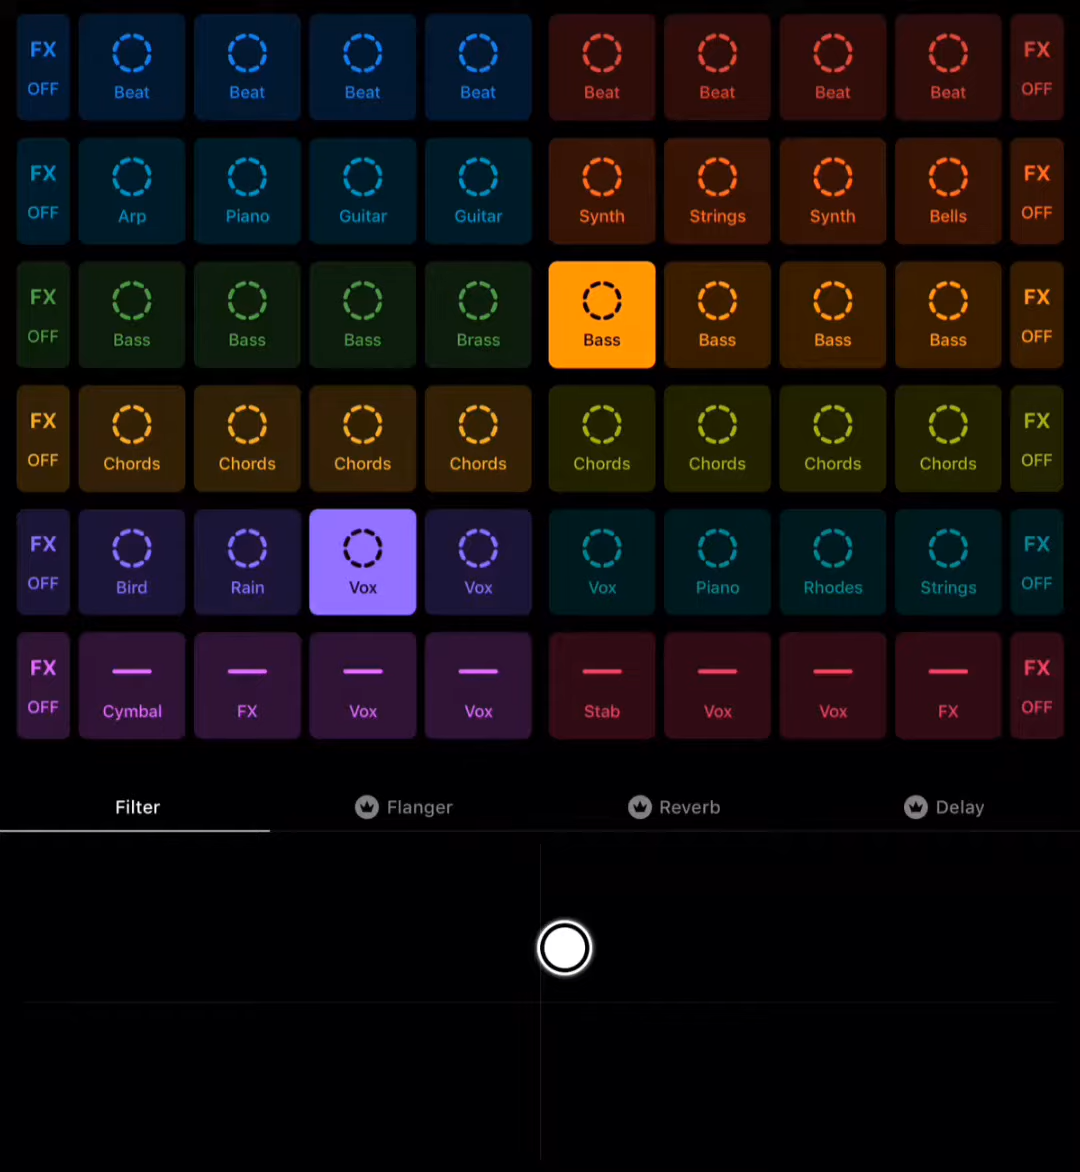 FX Beat Beat Beat Beat Beat Beat Beat Beat FX
OFF OFF
FX Arp Piano Guitar Guitar Synth Strings Synth Bells FX
OFF OFF
FX Bass Bass Bass Brass Bass Bass Bass Bass FX
OFF OFF
FX Chords Chords Chords Chords Chords Chords Chords Chords FX
OFF OFF
FX Bird Rain Vox Vox Vox Piano Rhodes Strings FX
OFF OFF
FX Cymbal FX Vox Vox Stab Vox Vox FX FX
OFF OFF
Filter Flanger Reverb Delay